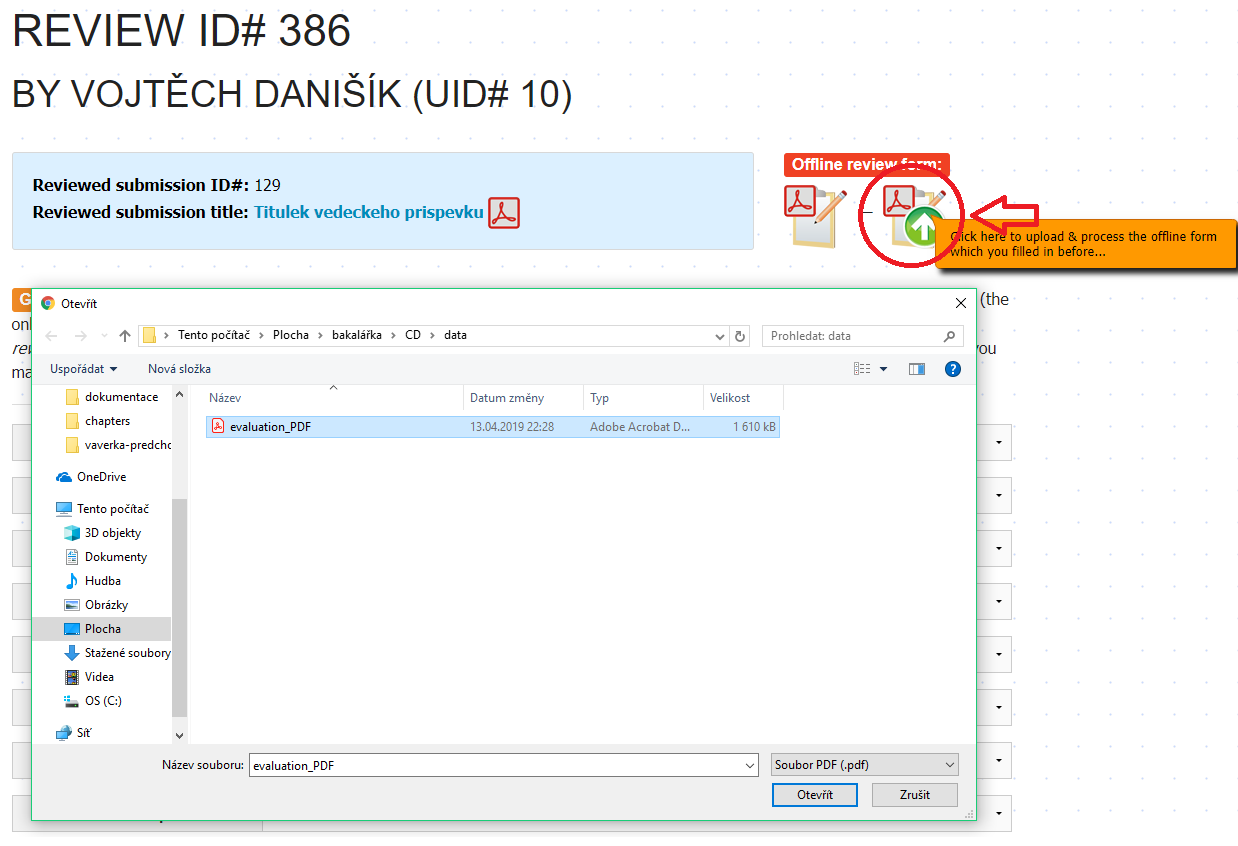 REVIEW ID# 386
BY VOJTĚCH DANIŠÍK (UID# 10)
Reviewed submission ID#: 129
Reviewed submission title: Titulek vedeckeho prispevku
Offline review form:
–
Click here to upload & process the offline form
which you filled in before...
G
(the
onl
rev
you
ma
Otevřít
Tento počítač
Plocha
bakalářka
CD
data
Prohledat: data
Uspořádat
Nová složka
?
Název
Datum změny
Typ
Velikost
evaluation_PDF
13.04.2019 22:28
Adobe Acrobat D...
1 610 kB
dokumentace
chapters
vaverka-predcho
OneDrive
Tento počítač
3D objekty
Dokumenty
Hudba
Obrázky
Plocha
Stažené soubory
Videa
OS (C:)
Síť
Název souboru:
evaluation_PDF
Soubor PDF (.pdf)
Otevřít
Zrušit